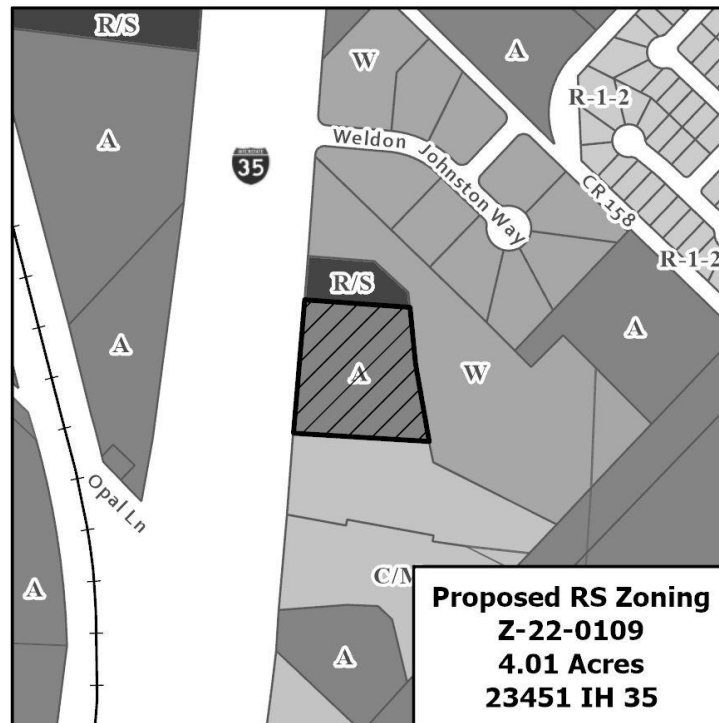 R/S
A
W
A
R-1-2
INTERSTATE
35
Weldon Johnston Way
CR 158
R-1-2
R/S
A
A
A
W
Opal Ln
A
C/M
A
Proposed RS Zoning
Z-22-0109
4.01 Acres
23451 IH 35